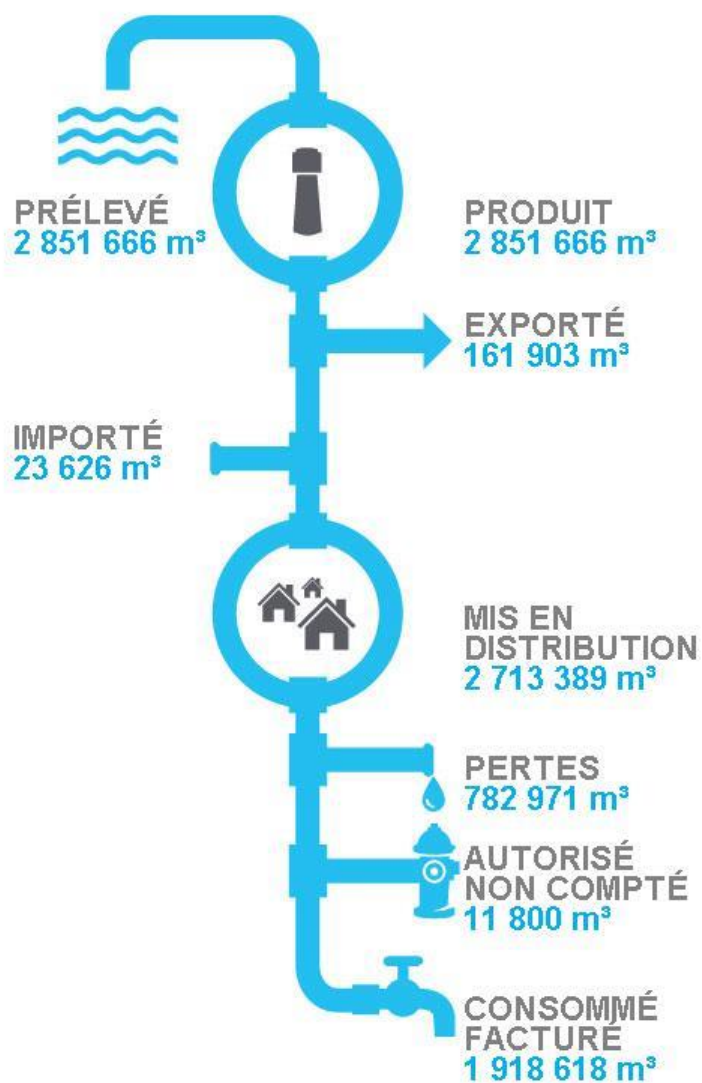 PRÉLEVÉ
2 851 666 m³
PRODUIT
2 851 666 m³
EXPORTÉ
161 903 m³
IMPORTÉ
23 626 m³
MIS EN
DISTRIBUTION
2 713 389 m³
PERTES
782 971 m³
AUTORISÉ
NON COMPTÉ
11 800 m³
CONSOMMÉ
FACTURÉ
1 918 618 m³